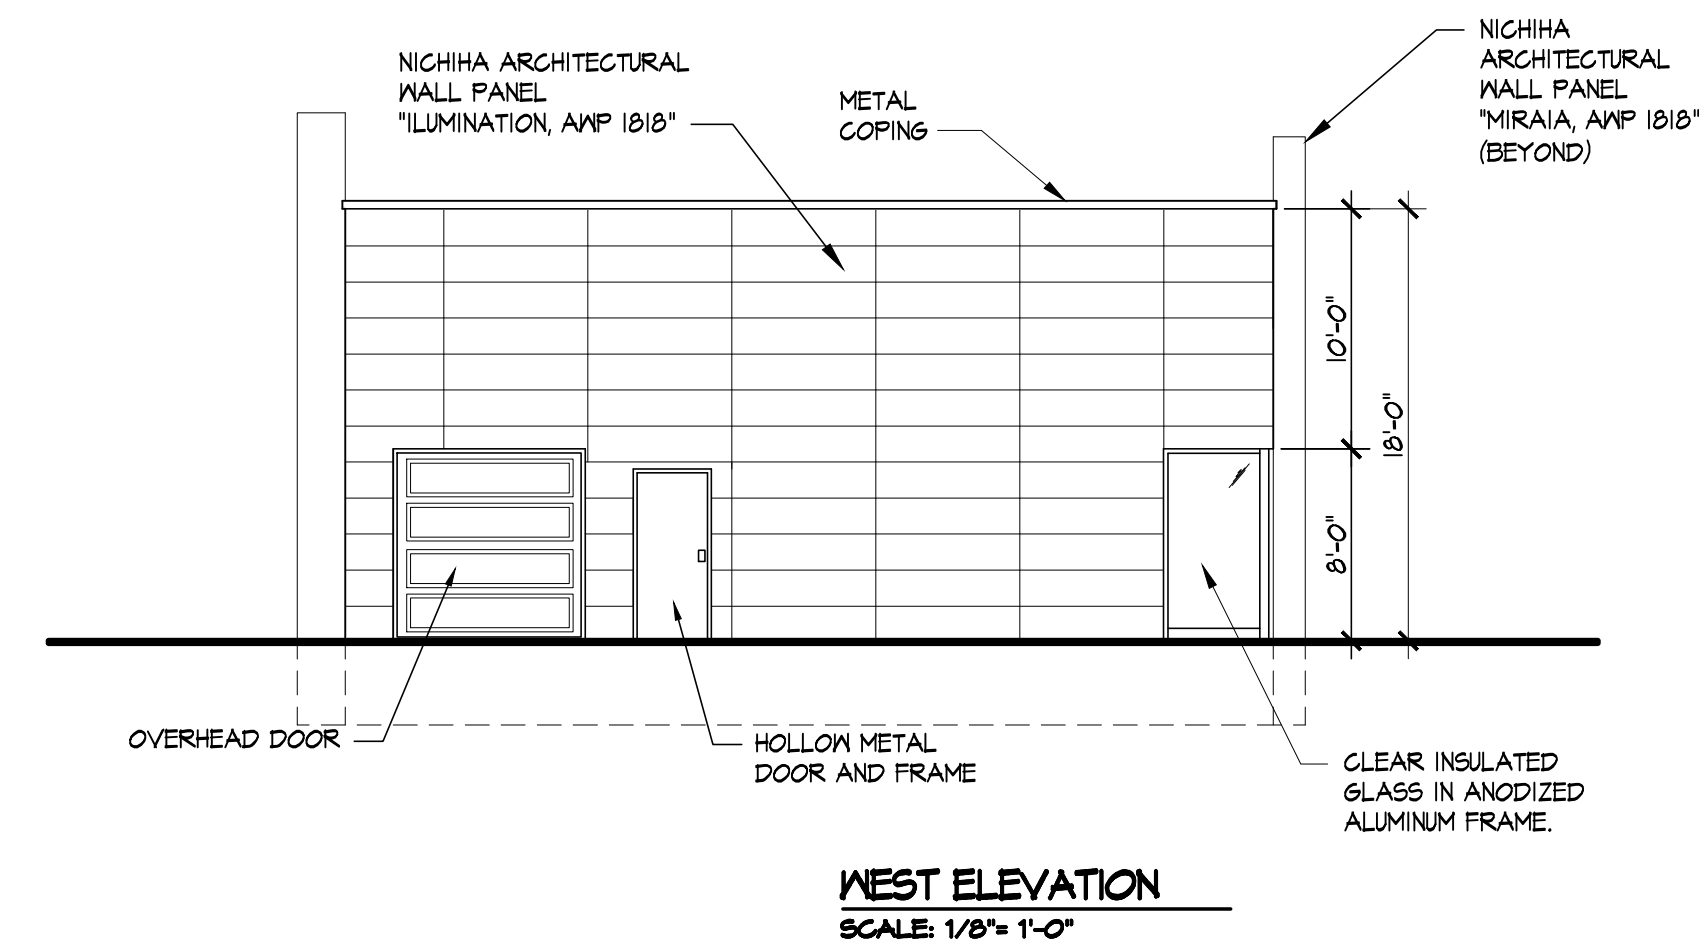 NICHIHA ARCHITECTURAL
WALL PANEL
"ILUMINATION, AWP 1818"
METAL
COPING
NICHIHA
ARCHITECTURAL
WALL PANEL
"MIRAIA, AWP 1818"
(BEYOND)
10'-0"
18'-0"
8'-0"
OVERHEAD DOOR
HOLLOW METAL
DOOR AND FRAME
CLEAR INSULATED
GLASS IN ANODIZED
ALUMINUM FRAME.
WEST ELEVATION
SCALE: 1/8"= 1'-0"